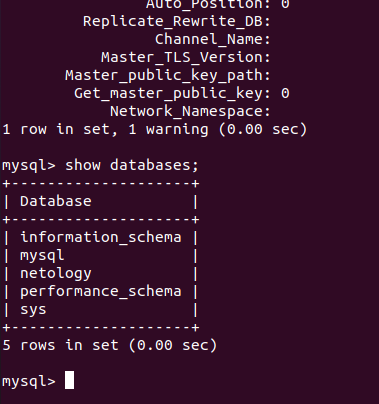 Auto_Position: 0
Replicate_Rewrite_DB:
Channel_Name:
Master_TLS_Version:
Master_public_key_path:
Get_master_public_key: 0
Network_Namespace:
1 row in set, 1 warning (0.00 sec)
mysql> show databases;
+--------------------+
| Database           |
+--------------------+
| information_schema |
| mysql              |
| netology           |
| performance_schema |
| sys                |
+--------------------+
5 rows in set (0.00 sec)
mysql>